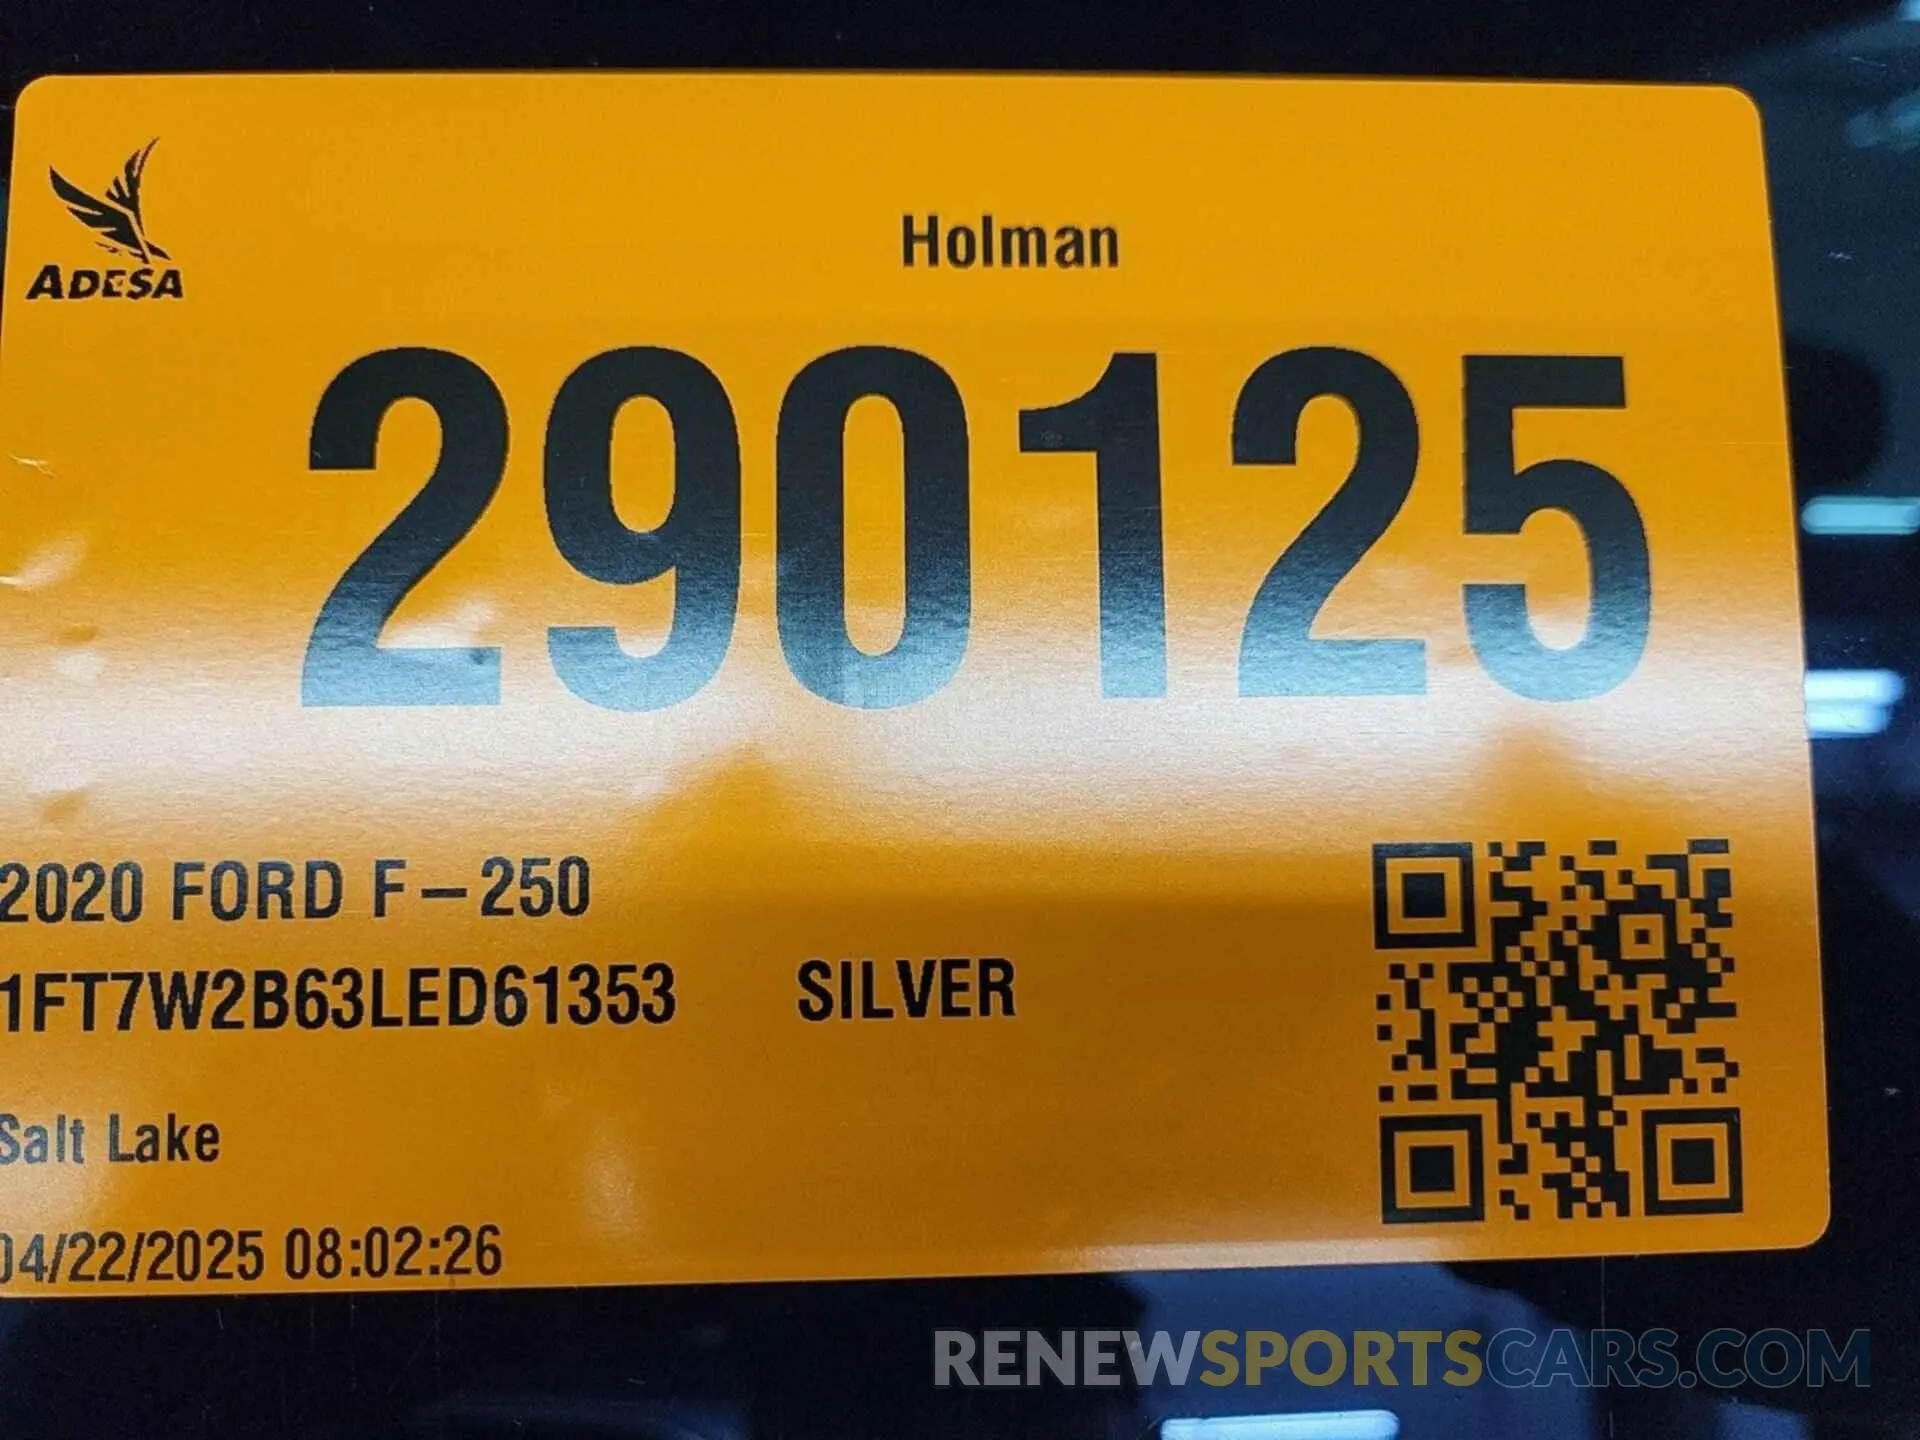 ADESA
Holman
290125
2020 FORD F-250
1FT7W2B63LED61353 SILVER
Salt Lake
04/22/2025 08:02:26
RENEWSPORTSCARS.COM